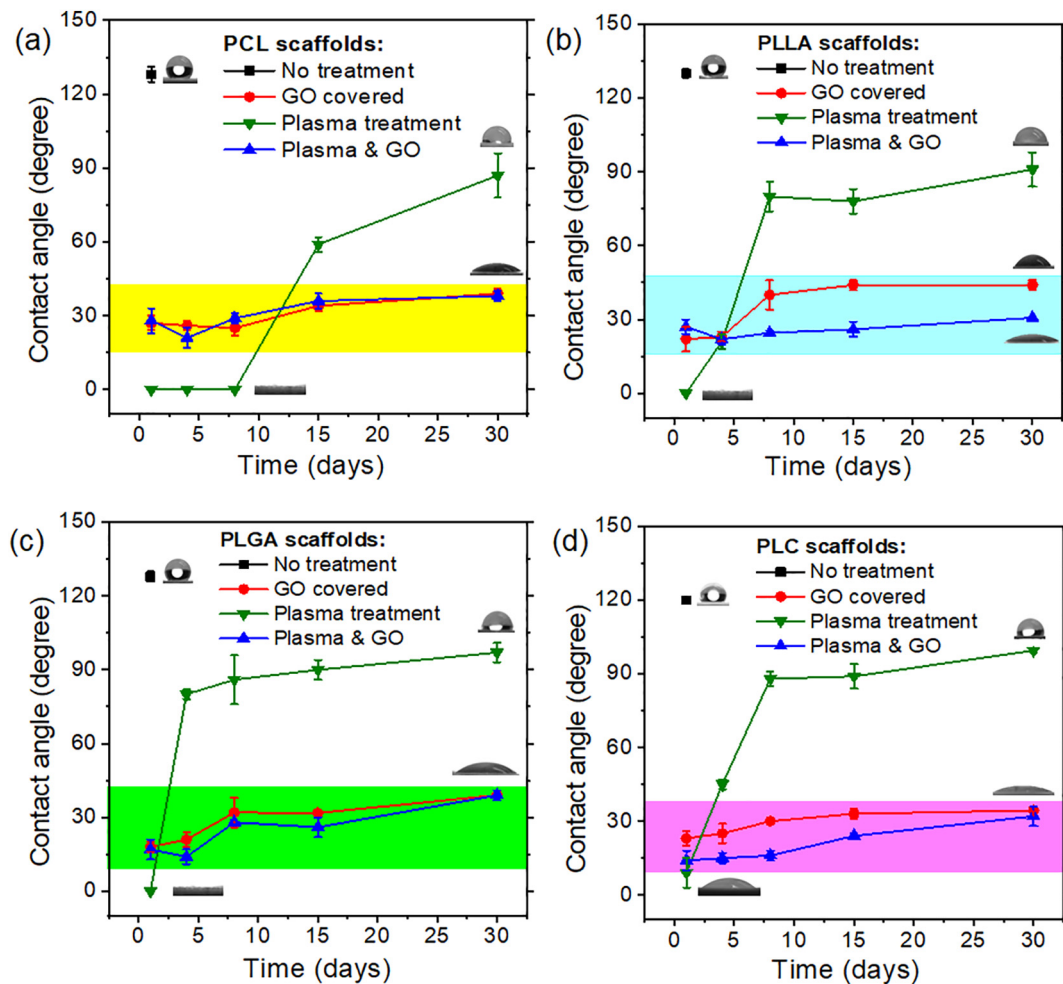 (a)
PCL scaffolds:
No treatment
GO covered
Plasma treatment
Plasma & GO
150
120
90
60
30
0
Contact angle (degree)
0 5 10 15 20 25 30
Time (days)
(b)
PLLA scaffolds:
No treatment
GO covered
Plasma treatment
Plasma & GO
150
120
90
60
30
0
Contact angle (degree)
0 5 10 15 20 25 30
Time (days)
(c)
PLGA scaffolds:
No treatment
GO covered
Plasma treatment
Plasma & GO
150
120
90
60
30
0
Contact angle (degree)
0 5 10 15 20 25 30
Time (days)
(d)
PLC scaffolds:
No treatment
GO covered
Plasma treatment
Plasma & GO
150
120
90
60
30
0
Contact angle (degree)
0 5 10 15 20 25 30
Time (days)